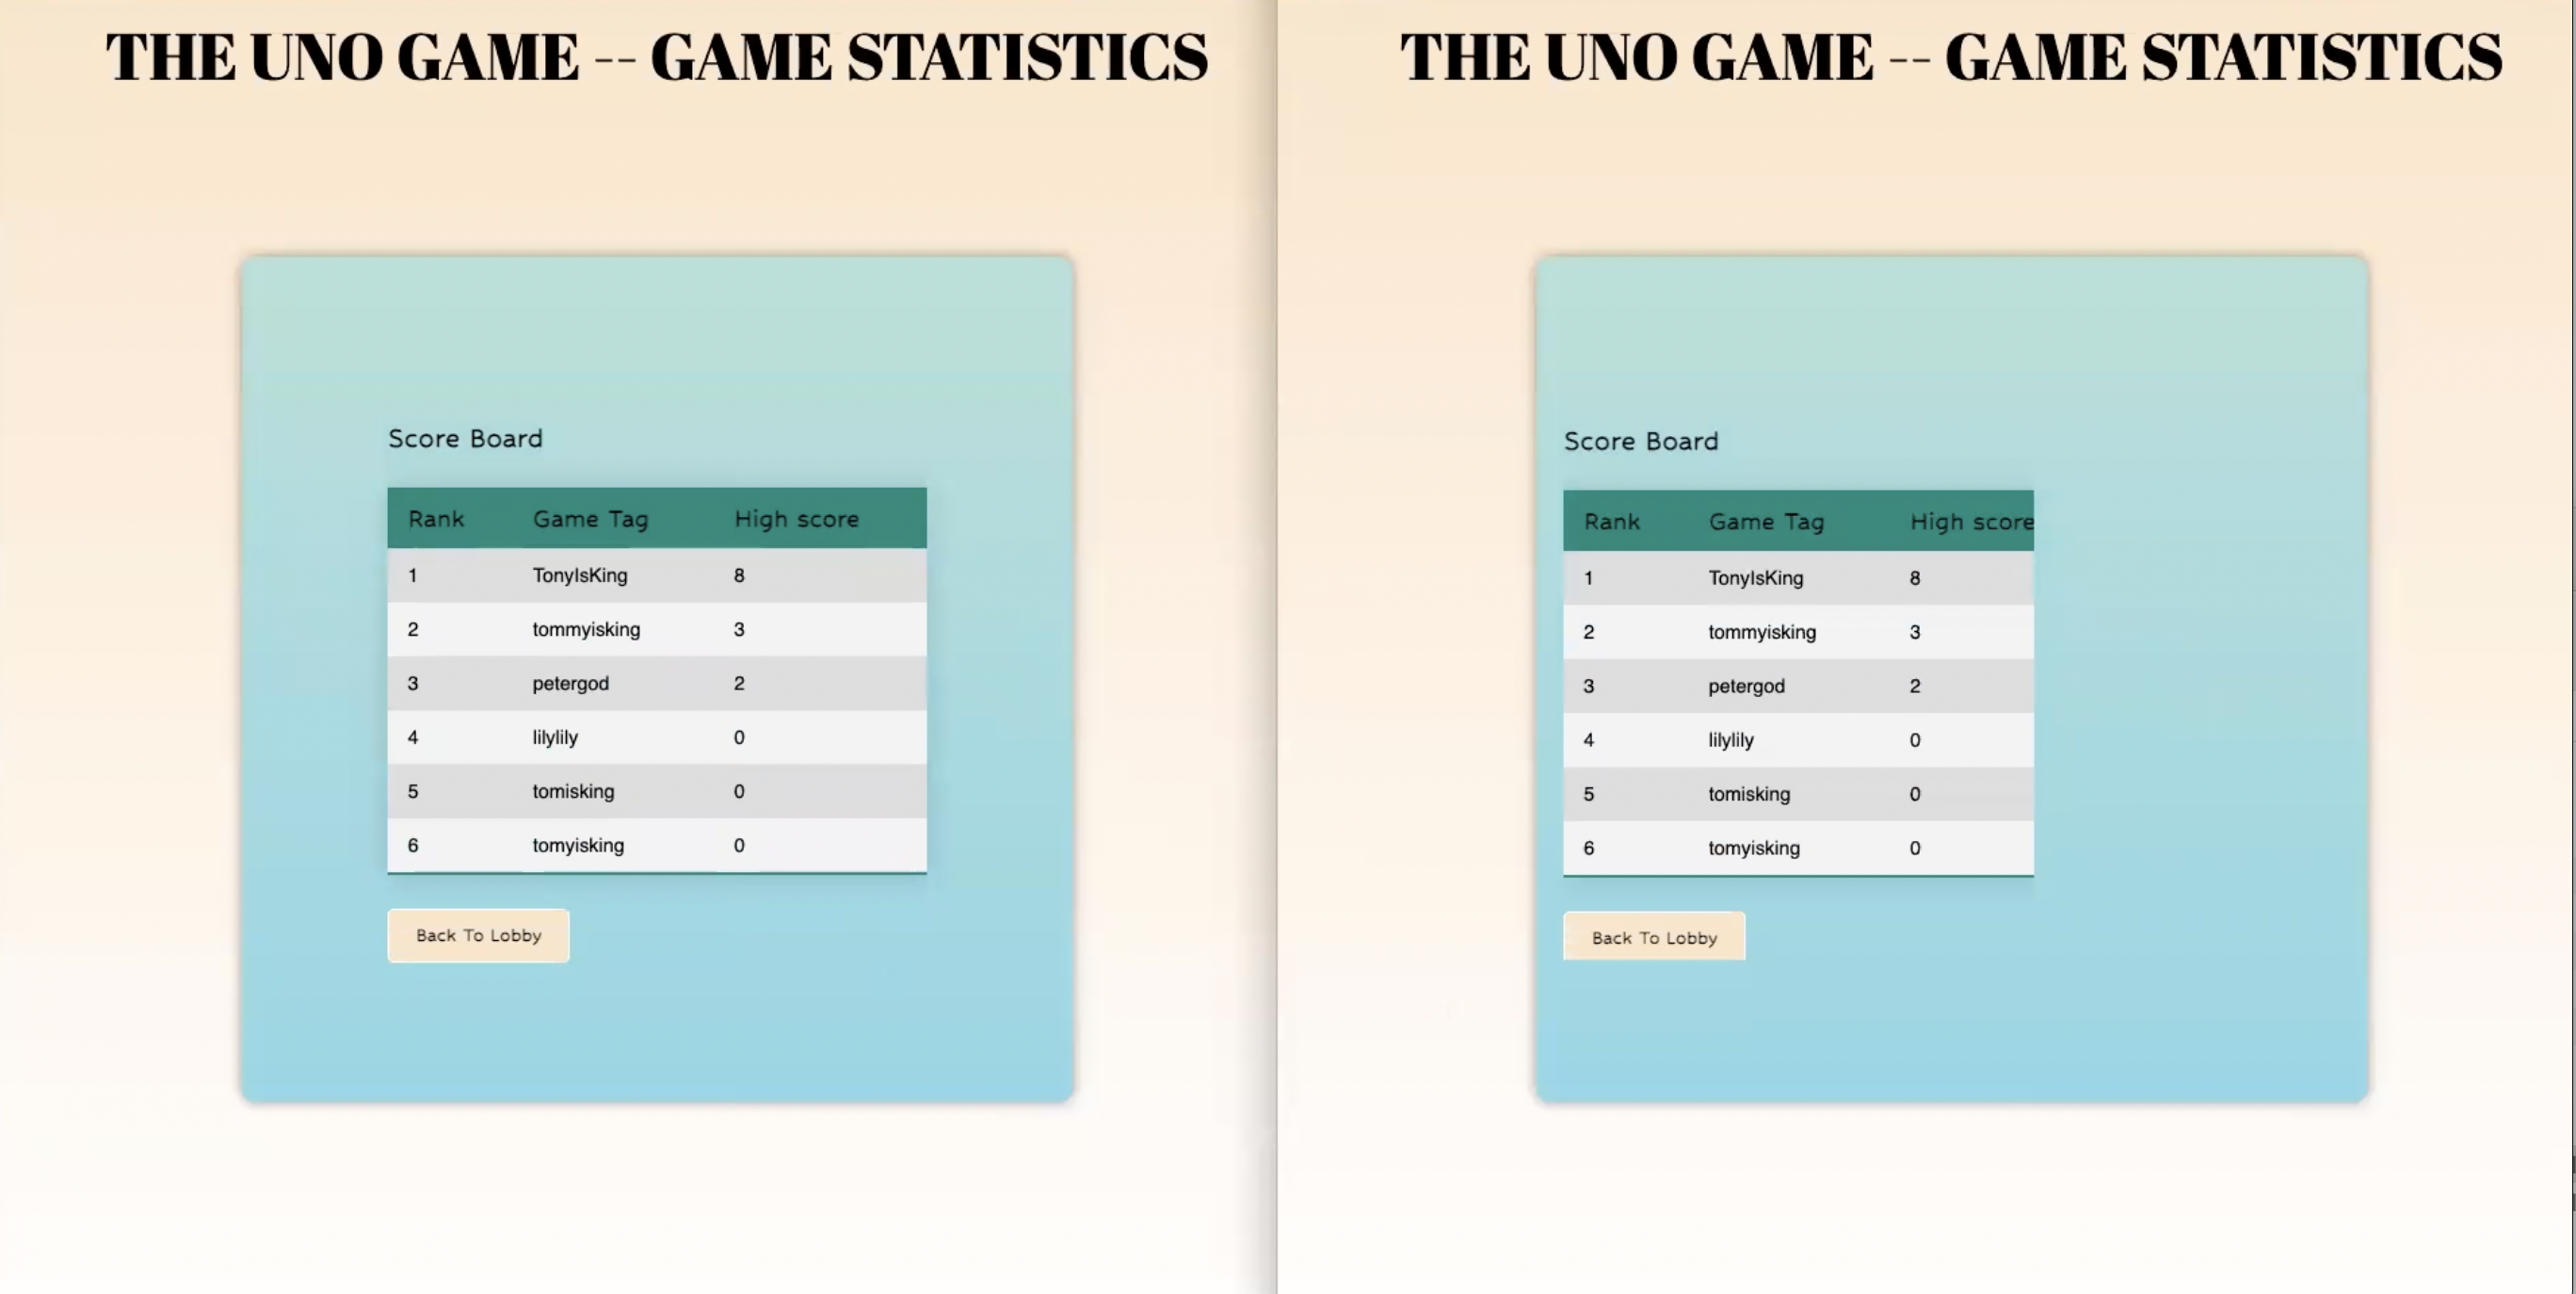 THE UNO GAME -- GAME STATISTICS
Score Board
Rank Game Tag High score
1 TonyIsKing 8
2 tommyisking 3
3 petergod 2
4 lilylily 0
5 tomisking 0
6 tomyisking 0
Back To Lobby
THE UNO GAME -- GAME STATISTICS
Score Board
Rank Game Tag High score
1 TonyIsKing 8
2 tommyisking 3
3 petergod 2
4 lilylily 0
5 tomisking 0
6 tomyisking 0
Back To Lobby